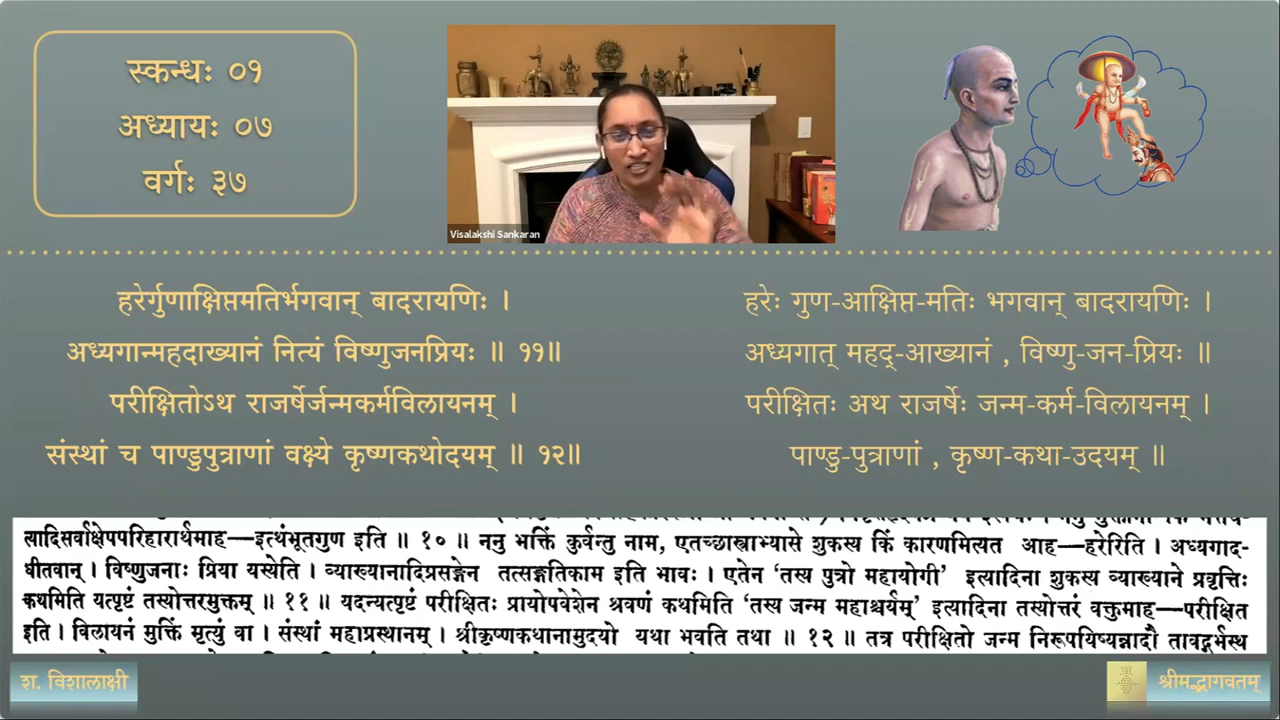 स्कन्धः ०१
अध्यायः ०७
वर्गः ३७
Visalakshi Sankaran
हरेर्गुणाक्षिप्तमतिर्भगवान् बादरायणिः ।
अध्यगान्महदाख्यानं नित्यं विष्णुजनप्रियः ॥ ११॥
परीक्षितोऽथ राजर्षेर्जन्मकर्मविलायनम् ।
संस्थां च पाण्डुपुत्राणां वक्ष्ये कृष्णकथोदयम् ॥ १२॥
हरेः गुण-आक्षिप्त-मतिः भगवान् बादरायणिः ।
अध्यगात् महद्-आख्यानं , विष्णु-जन-प्रियः ॥
परीक्षितः अथ राजर्षेः जन्म-कर्म-विलायनम् ।
पाण्डु-पुत्राणां , कृष्ण-कथा-उदयम् ॥
त्यादिसर्वाक्षेपपरिहारार्थमाह—इत्थंभूतगुण इति ॥ १० ॥ ननु भक्तिं कुर्वन्तु नाम, एतच्छास्त्राभ्यासे शुकस्य किं कारणमित्यत आह—हरेरिति । अध्यगाद-
धीतवान् । विष्णुजनाः प्रिया यस्येति । व्याख्यानादिप्रसङ्गेन तत्सङ्गतिकाम इति भावः । एतेन ‘तस्य पुत्रो महायोगी’ इत्यादिना शुकस्य व्याख्याने प्रवृत्तिः
कथमिति यत्पृष्टं तस्योत्तरमुक्तम् ॥ ११ ॥ यदन्यत्पृष्टं परीक्षितः प्रायोपवेशेन श्रवणं कथमिति ‘तस्य जन्म महाश्चर्यम्’ इत्यादिना तस्योत्तरं वक्तुमाह—परीक्षित
इति । विलायनं मुक्तिं मृत्युं वा । संस्थां महाप्रस्थानम् । श्रीकृष्णकथानामुदयो यथा भवति तथा ॥ १२ ॥ तत्र परीक्षितो जन्म निरूपयिष्यन्नादौ तावद्गर्भस्थ
श. विशालाक्षी
श्रीमद्भागवतम्